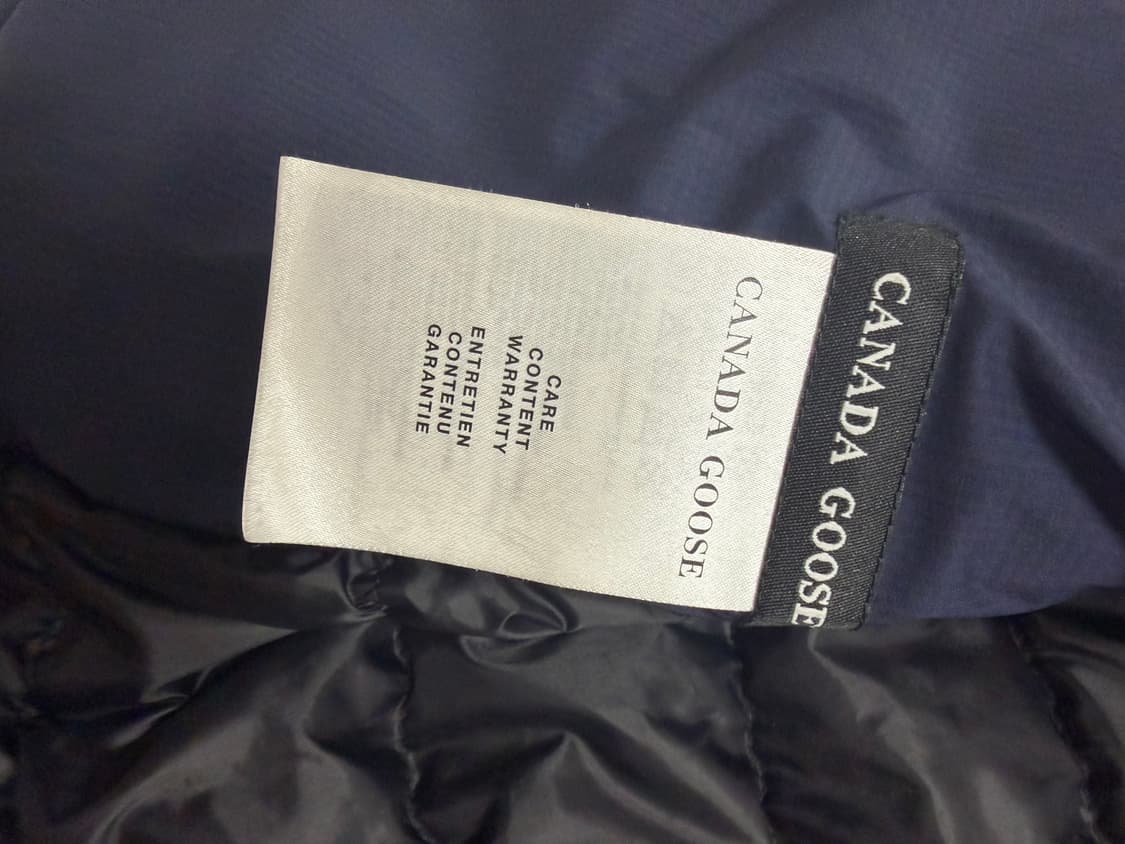 CANADA GOOSE
CANADA GOOSE
CARE
CONTENT
WARRANTY
ENTRETIEN
CONTENU
GARANTIE